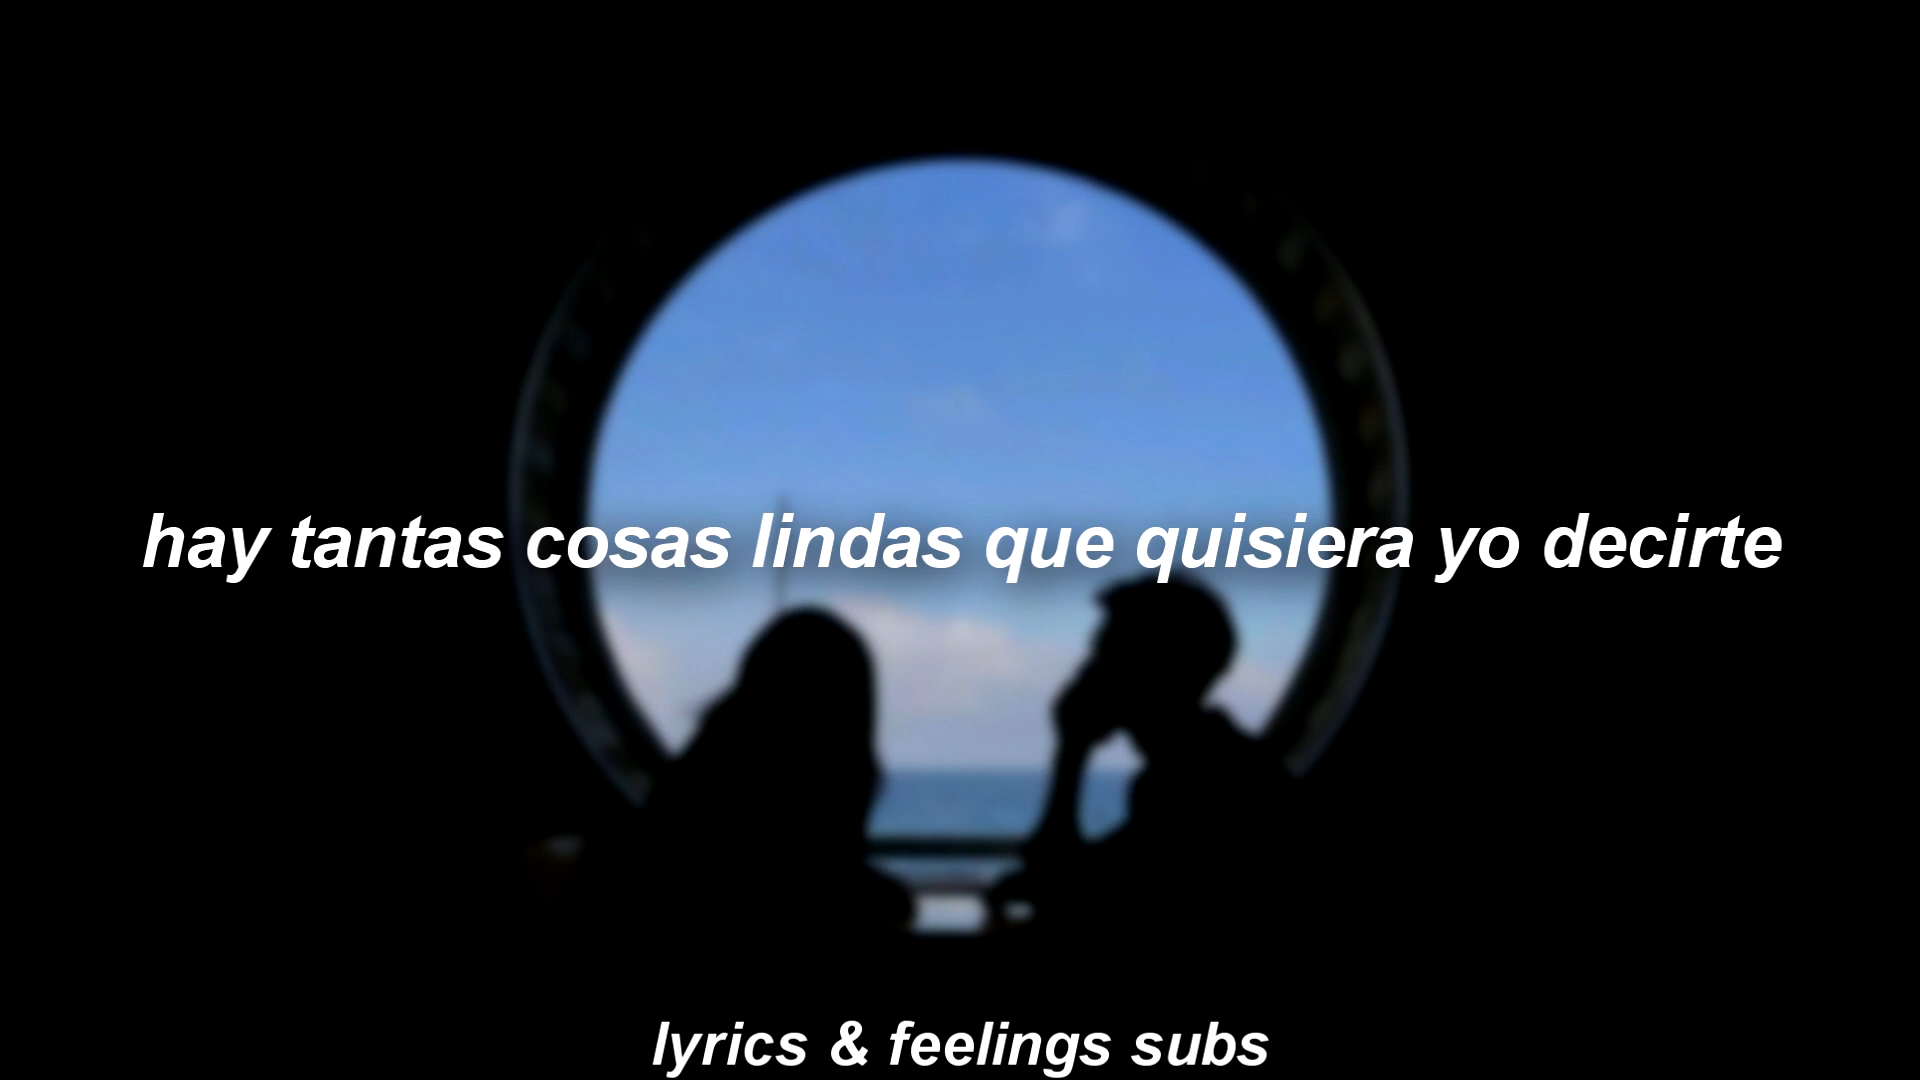 hay tantas cosas lindas que quisiera yo decirte
lyrics & feelings subs